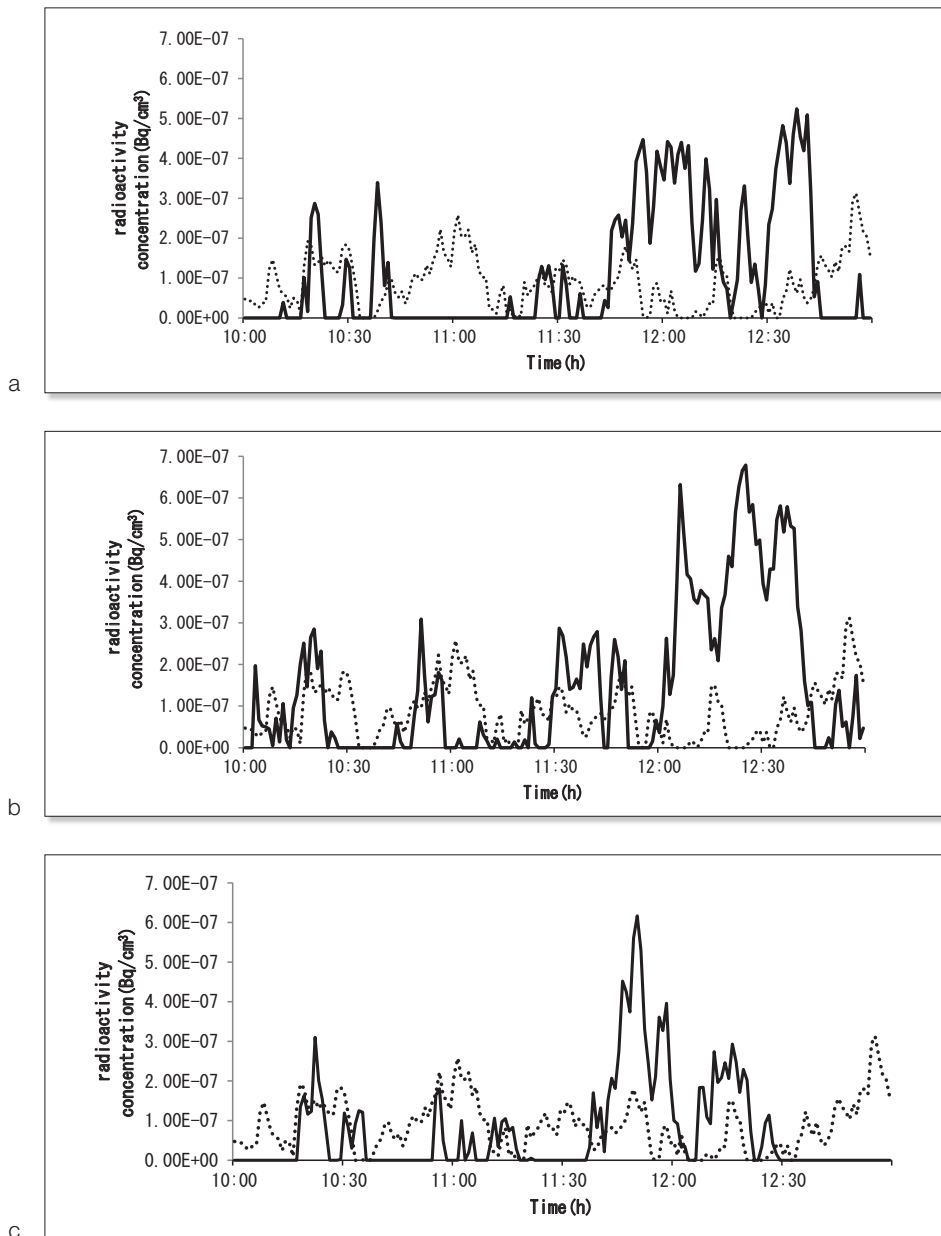 7.00E-07
6.00E-07
5.00E-07
4.00E-07
3.00E-07
2.00E-07
1.00E-07
0.00E+00
radioactivity
concentration(Bq/cm³)
10:00 10:30 11:00 11:30 12:00 12:30
Time(h)
a
7.00E-07
6.00E-07
5.00E-07
4.00E-07
3.00E-07
2.00E-07
1.00E-07
0.00E+00
radioactivity
concentration(Bq/cm³)
10:00 10:30 11:00 11:30 12:00 12:30
Time(h)
b
7.00E-07
6.00E-07
5.00E-07
4.00E-07
3.00E-07
2.00E-07
1.00E-07
0.00E+00
radioactivity
concentration(Bq/cm³)
10:00 10:30 11:00 11:30 12:00 12:30
Time(h)
c